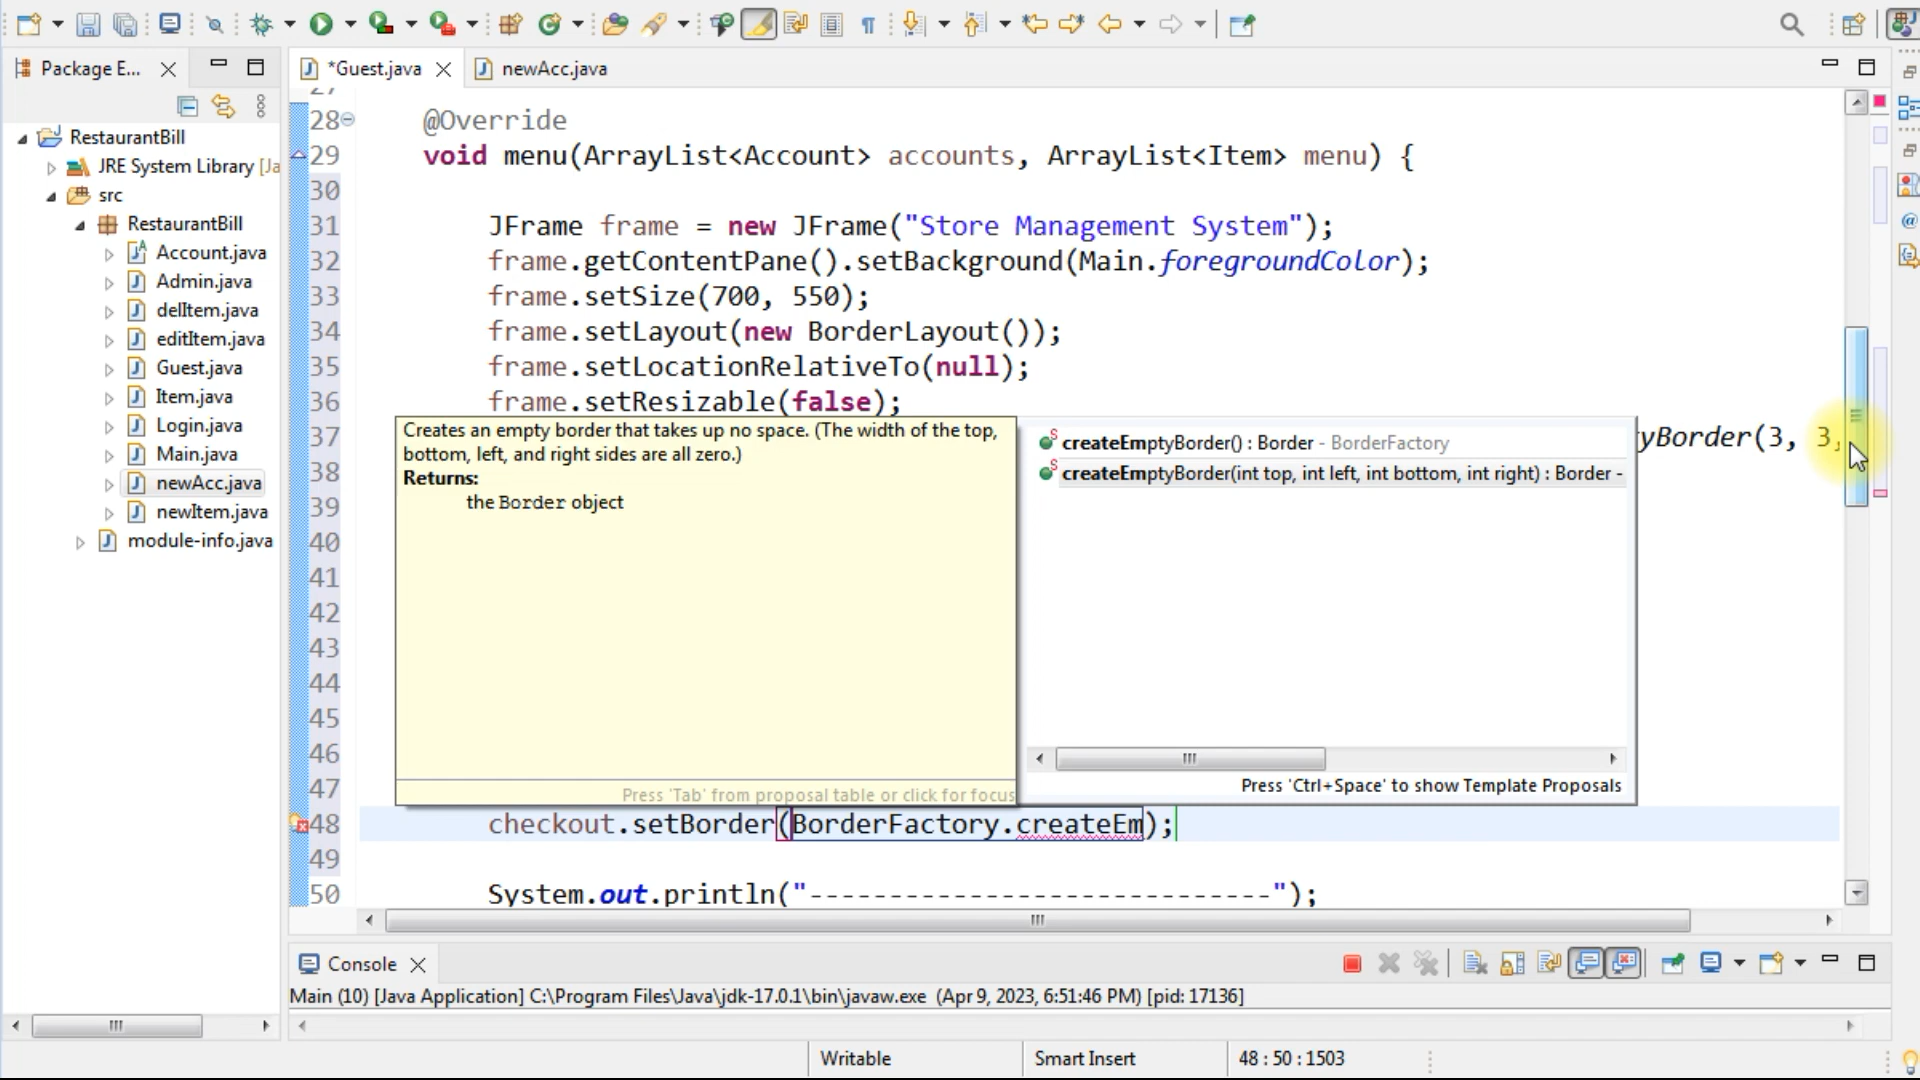 Package E...
*Guest.java
newAcc.java
RestaurantBill
JRE System Library [Ja
src
RestaurantBill
Account.java
Admin.java
delItem.java
editItem.java
Guest.java
Item.java
Login.java
Main.java
newAcc.java
newItem.java
module-info.java
27
28 @Override
29 void menu(ArrayList<Account> accounts, ArrayList<Item> menu) {
30
31 JFrame frame = new JFrame("Store Management System");
32 frame.getContentPane().setBackground(Main.foregroundColor);
33 frame.setSize(700, 550);
34 frame.setLayout(new BorderLayout());
35 frame.setLocationRelativeTo(null);
36 frame.setResizable(false);
37 yBorder(3, 3,
38
39
40
41
42
43
44
45
46
47
48 checkout.setBorder(BorderFactory.createEm);
49
50 System.out.println("-----------------------------");
Creates an empty border that takes up no space. (The width of the top,
bottom, left, and right sides are all zero.)
Returns:
the Border object
Press 'Tab' from proposal table or click for focus
createEmptyBorder() : Border - BorderFactory
createEmptyBorder(int top, int left, int bottom, int right) : Border -
Press 'Ctrl+Space' to show Template Proposals
Console
Main (10) [Java Application] C:\Program Files\Java\jdk-17.0.1\bin\javaw.exe (Apr 9, 2023, 6:51:46 PM) [pid: 17136]
Writable
Smart Insert
48 : 50 : 1503